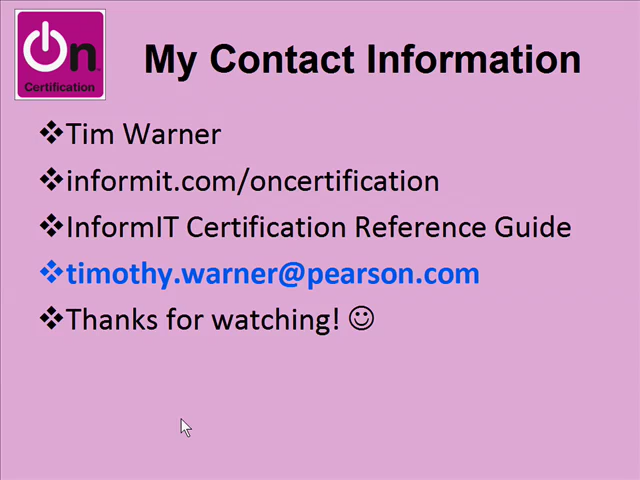 On
Certification
My Contact Information
Tim Warner
informit.com/oncertification
InformIT Certification Reference Guide
timothy.warner@pearson.com
Thanks for watching! ☺